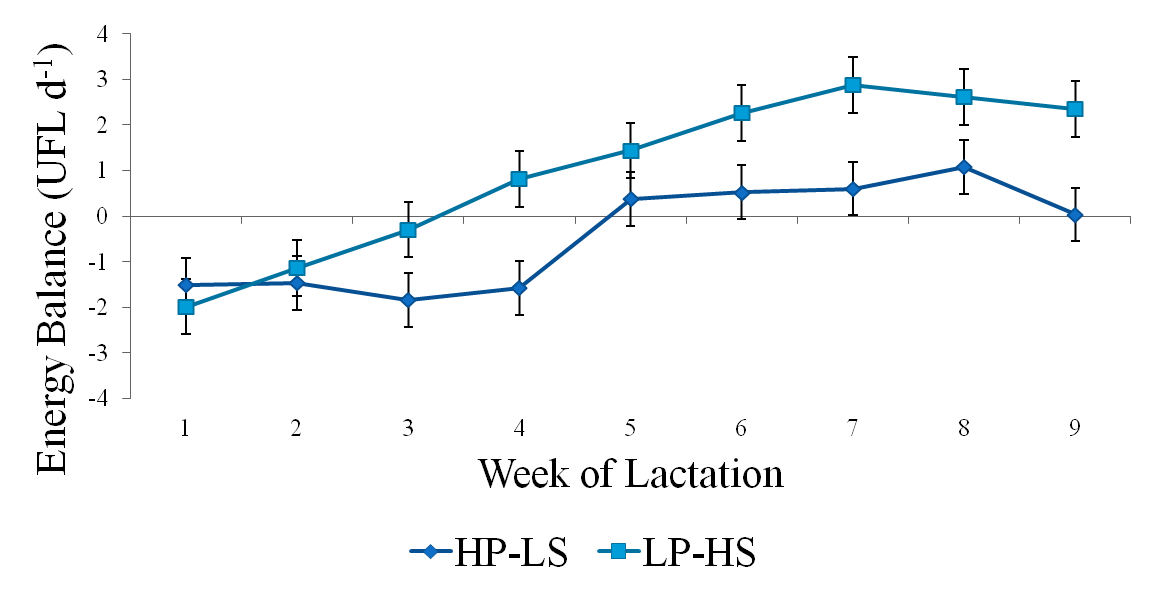 Energy Balance (UFL d⁻¹)
4
3
2
1
0
-1
-2
-3
-4
1 2 3 4 5 6 7 8 9
Week of Lactation
HP-LS LP-HS